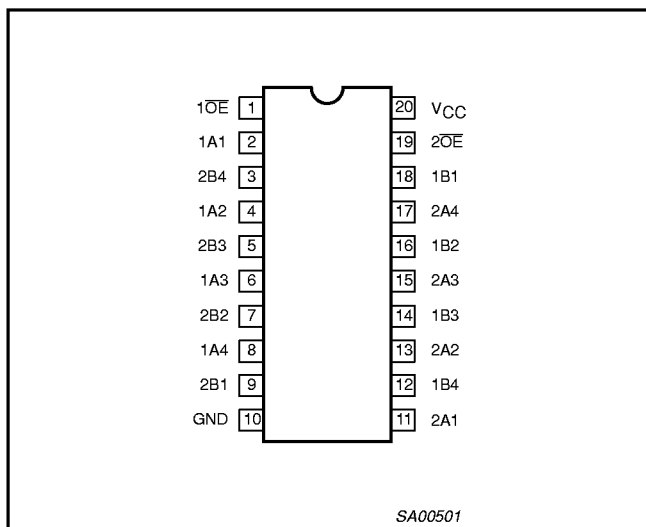 1O̅E̅ 1 20 VCC
1A1 2 19 2O̅E̅
2B4 3 18 1B1
1A2 4 17 2A4
2B3 5 16 1B2
1A3 6 15 2A3
2B2 7 14 1B3
1A4 8 13 2A2
2B1 9 12 1B4
GND 10 11 2A1
SA00501